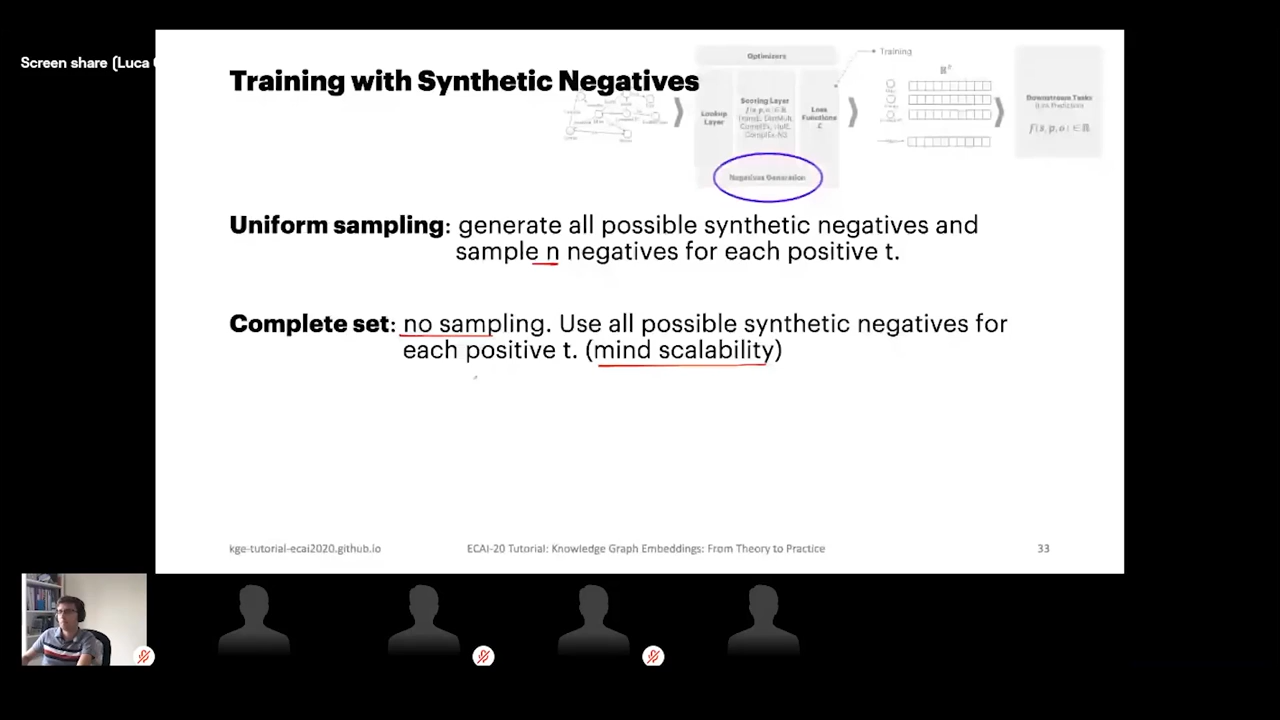 Screen share (Luca
Training with Synthetic Negatives
Optimizers
Training
Lookup Layer
Scoring Layer
Loss Functions
Negatives Generation
Downstream Tasks
f(s, p, o) ∈ ℝ
Uniform sampling: generate all possible synthetic negatives and
sample n negatives for each positive t.
Complete set: no sampling. Use all possible synthetic negatives for
each positive t. (mind scalability)
kge-tutorial-ecai2020.github.io
ECAI-20 Tutorial: Knowledge Graph Embeddings: From Theory to Practice
33